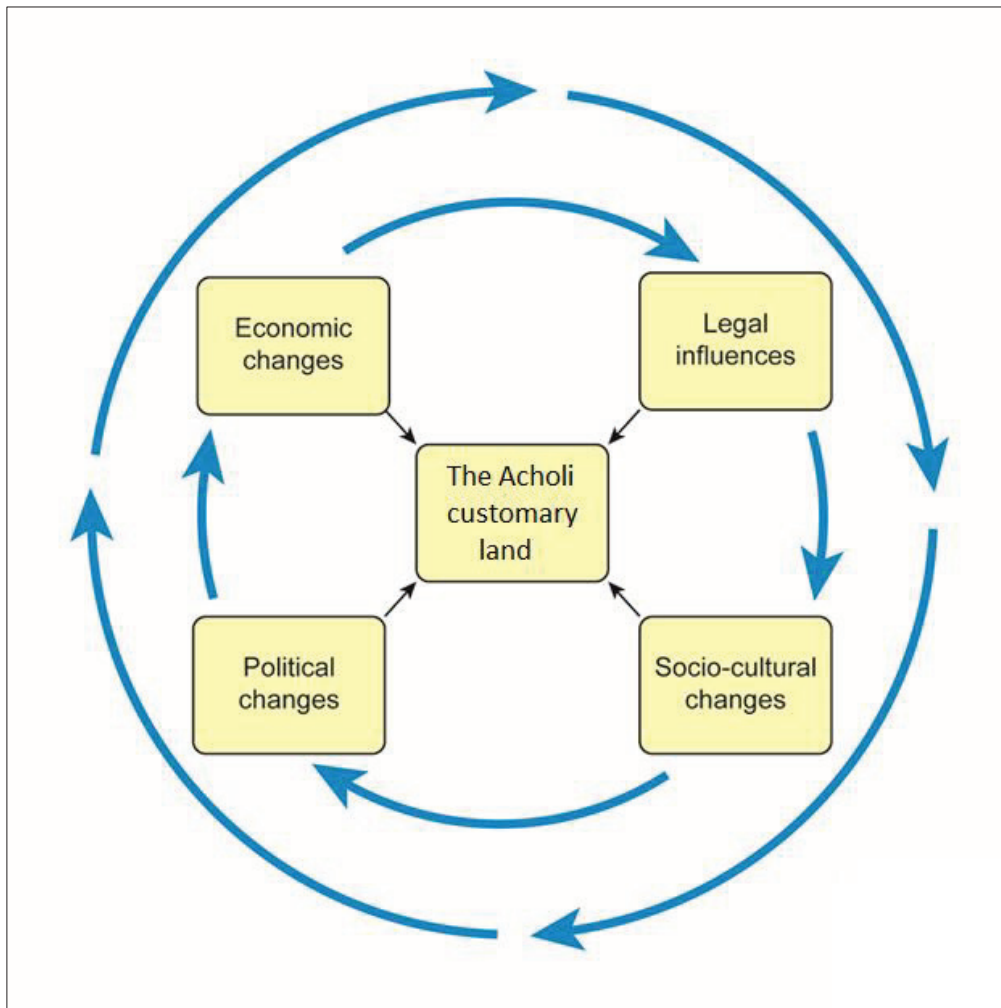 Economic
changes
Legal
influences
The Acholi
customary
land
Political
changes
Socio-cultural
changes